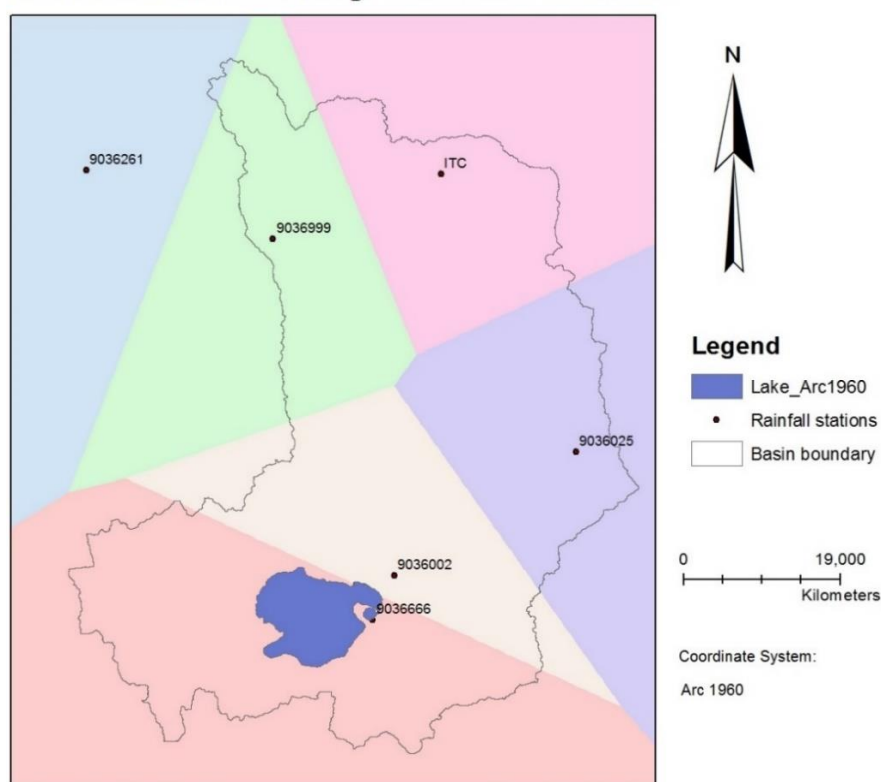 9036261
ITC
9036999
9036025
9036002
9036666
N
Legend
Lake_Arc1960
Rainfall stations
Basin boundary
0 19,000
Kilometers
Coordinate System:
Arc 1960